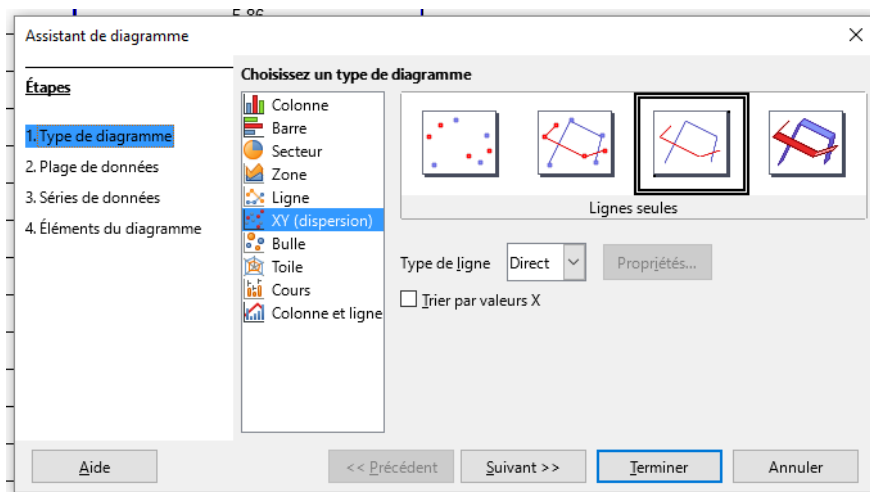 5,86
Assistant de diagramme
Étapes
1. Type de diagramme
2. Plage de données
3. Séries de données
4. Éléments du diagramme
Choisissez un type de diagramme
Colonne
Barre
Secteur
Zone
Ligne
XY (dispersion)
Bulle
Toile
Cours
Colonne et ligne
Lignes seules
Type de ligne Direct Propriétés...
Trier par valeurs X
Aide << Précédent Suivant >> Terminer Annuler